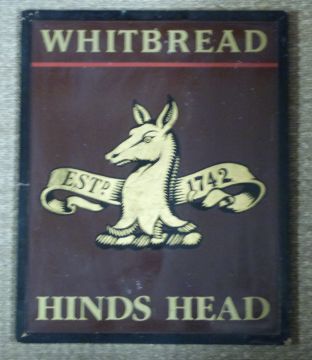 WHITBREAD
ESTD. 1742
HINDS HEAD